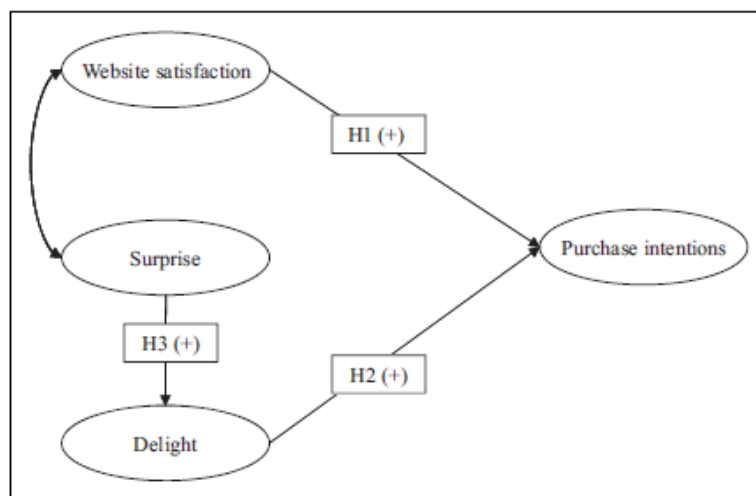 Website satisfaction
H1 (+)
Surprise
Purchase intentions
H3 (+)
H2 (+)
Delight